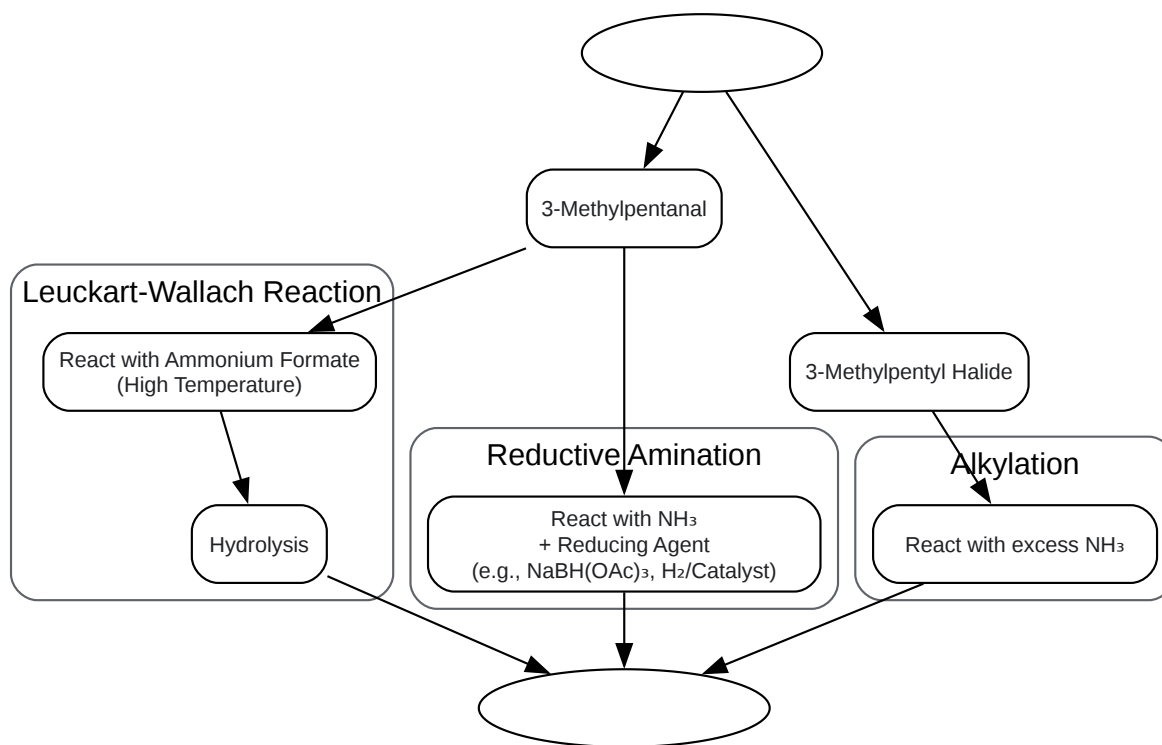 3-Methylpentanal
Leuckart-Wallach Reaction
React with Ammonium Formate
(High Temperature)
3-Methylpentyl Halide
Reductive Amination
Alkylation
Hydrolysis
React with NH₃
+ Reducing Agent
(e.g., NaBH(OAc)₃, H₂/Catalyst)
React with excess NH₃